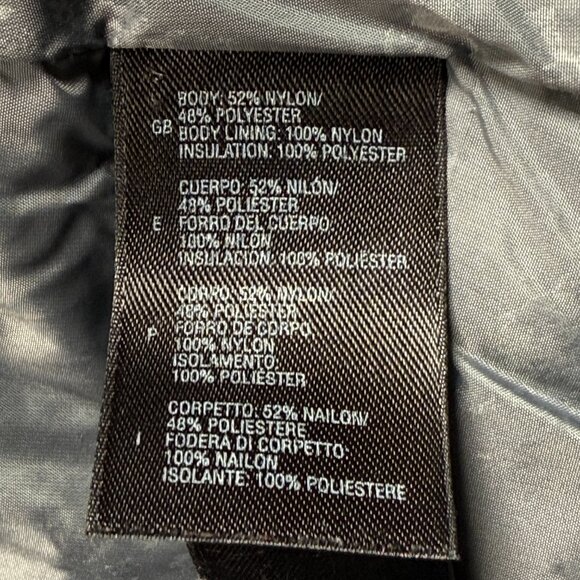 BODY: 52% NYLON/
48% POLYESTER
GB BODY LINING: 100% NYLON
INSULATION: 100% POLYESTER
CUERPO: 52% NILÓN/
48% POLIÉSTER
E FORRO DEL CUERPO:
100% NILÓN
INSULACIÓN: 100% POLIÉSTER
CORPO: 52% NYLON/
48% POLIÉSTER
P FORRO DE CORPO:
100% NYLON
ISOLAMENTO:
100% POLIÉSTER
CORPETTO: 52% NAILON/
48% POLIESTERE
I FODERA DI CORPETTO:
100% NAILON
ISOLANTE: 100% POLIESTERE